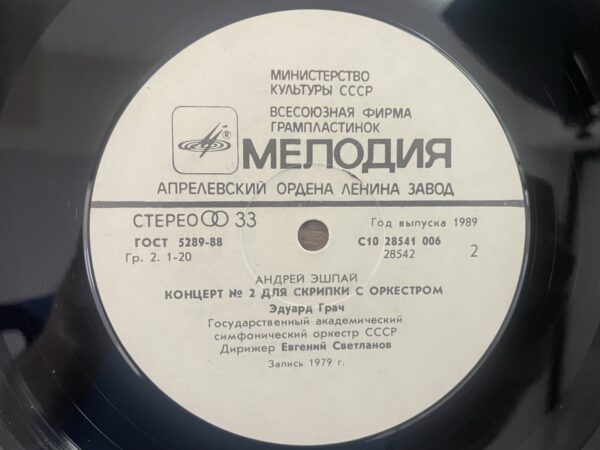 МИНИСТЕРСТВО
КУЛЬТУРЫ СССР
ВСЕСОЮЗНАЯ ФИРМА
ГРАМПЛАСТИНОК
®
МЕЛОДИЯ
АПРЕЛЕВСКИЙ ОРДЕНА ЛЕНИНА ЗАВОД
СТЕРЕО 33
Год выпуска 1989
ГОСТ 5289-88
С10 28541 006
Гр. 2. 1-20
28542
2
АНДРЕЙ ЭШПАЙ
КОНЦЕРТ № 2 ДЛЯ СКРИПКИ С ОРКЕСТРОМ
Эдуард Грач
Государственный академический
симфонический оркестр СССР
Дирижер Евгений Светланов
Запись 1979 г.